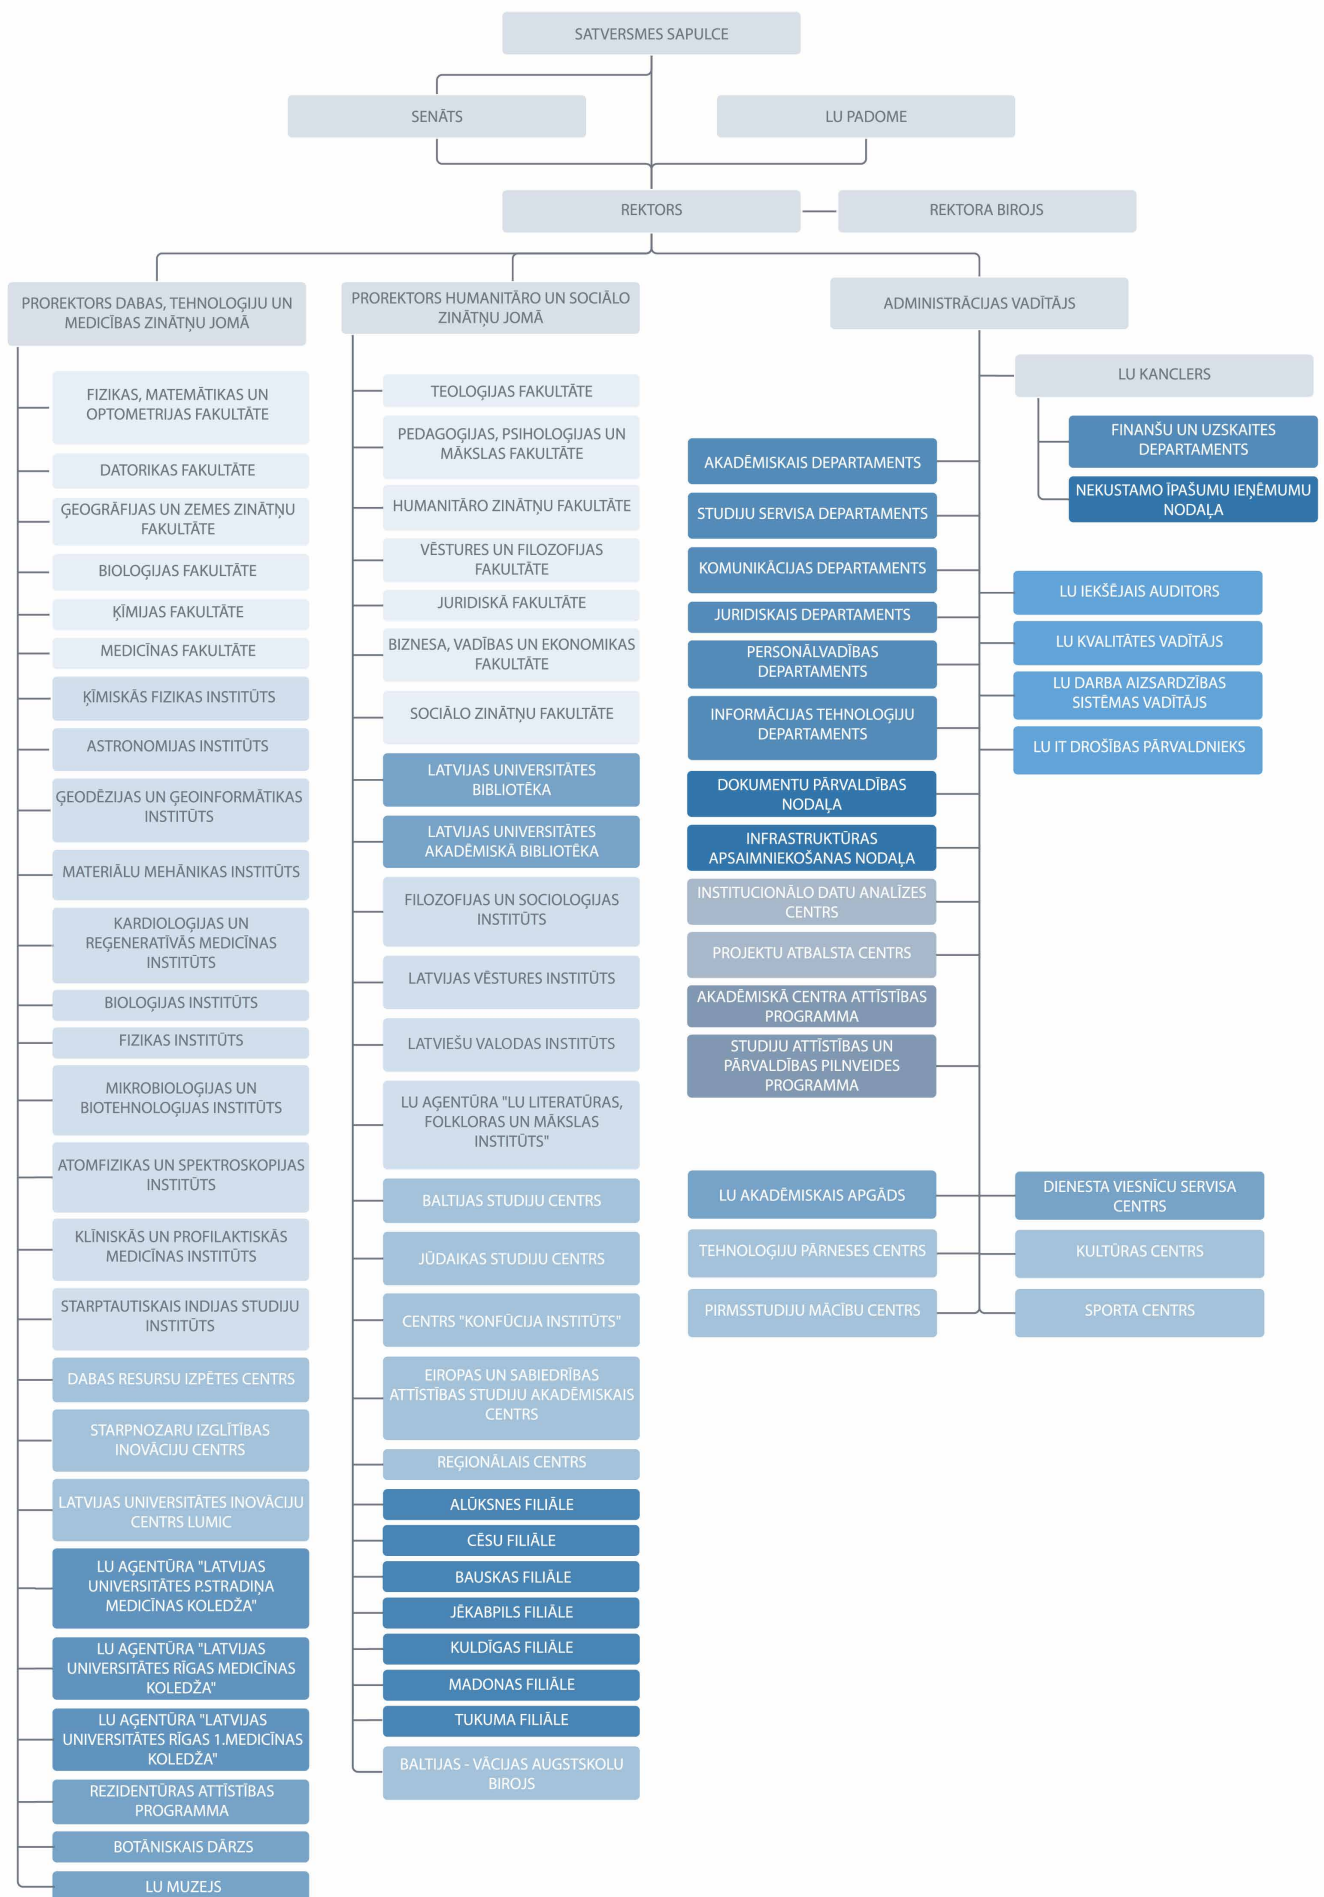 SATVERSMES SAPULCE
SENĀTS
LU PADOME
REKTORS
REKTORA BIROJS
PROREKTORS DABAS, TEHNOLOĢIJU UN
MEDICĪBAS ZINĀTŅU JOMĀ
FIZIKAS, MATEMĀTIKAS UN
OPTOMETRIJAS FAKULTĀTE
DATORIKAS FAKULTĀTE
ĢEOGRĀFIJAS UN ZEMES ZINĀTŅU
FAKULTĀTE
BIOLOĢIJAS FAKULTĀTE
ĶĪMIJAS FAKULTĀTE
MEDICĪNAS FAKULTĀTE
ĶĪMISKĀS FIZIKAS INSTITŪTS
ASTRONOMIJAS INSTITŪTS
ĢEODĒZIJAS UN ĢEOINFORMĀTIKAS
INSTITŪTS
MATERIĀLU MEHĀNIKAS INSTITŪTS
KARDIOLOĢIJAS UN
REĢENERATĪVĀS MEDICĪNAS
INSTITŪTS
BIOLOĢIJAS INSTITŪTS
FIZIKAS INSTITŪTS
MIKROBIOLOĢIJAS UN
BIOTEHNOLOĢIJAS INSTITŪTS
ATOMFIZIKAS UN SPEKTROSKOPIJAS
INSTITŪTS
KLĪNISKĀS UN PROFILAKTISKĀS
MEDICĪNAS INSTITŪTS
STARPTAUTISKAIS INDIJAS STUDIJU
INSTITŪTS
DABAS RESURSU IZPĒTES CENTRS
STARPNOZARU IZGLĪTĪBAS
INOVĀCIJU CENTRS
LATVIJAS UNIVERSITĀTES INOVĀCIJU
CENTRS LUMIC
LU AĢENTŪRA "LATVIJAS
UNIVERSITĀTES P.STRADIŅA
MEDICĪNAS KOLEDŽA"
LU AĢENTŪRA "LATVIJAS
UNIVERSITĀTES RĪGAS MEDICĪNAS
KOLEDŽA"
LU AĢENTŪRA "LATVIJAS
UNIVERSITĀTES RĪGAS 1.MEDICĪNAS
KOLEDŽA"
REZIDENTŪRAS ATTĪSTĪBAS
PROGRAMMA
BOTĀNISKAIS DĀRZS
LU MUZEJS
PROREKTORS HUMANITĀRO UN SOCIĀLO
ZINĀTŅU JOMĀ
TEOLOĢIJAS FAKULTĀTE
PEDAGOĢIJAS, PSIHOLOĢIJAS UN
MĀKSLAS FAKULTĀTE
HUMANITĀRO ZINĀTŅU FAKULTĀTE
VĒSTURES UN FILOZOFIJAS
FAKULTĀTE
JURIDISKĀ FAKULTĀTE
BIZNESA, VADĪBAS UN EKONOMIKAS
FAKULTĀTE
SOCIĀLO ZINĀTŅU FAKULTĀTE
LATVIJAS UNIVERSITĀTES
BIBLIOTĒKA
LATVIJAS UNIVERSITĀTES
AKADĒMISKĀ BIBLIOTĒKA
FILOZOFIJAS UN SOCIOLOĢIJAS
INSTITŪTS
LATVIJAS VĒSTURES INSTITŪTS
LATVIEŠU VALODAS INSTITŪTS
LU AĢENTŪRA "LU LITERATŪRAS,
FOLKLORAS UN MĀKSLAS
INSTITŪTS"
BALTIJAS STUDIJU CENTRS
JŪDAIKAS STUDIJU CENTRS
CENTRS "KONFŪCIJA INSTITŪTS"
EIROPAS UN SABIEDRĪBAS
ATTĪSTĪBAS STUDIJU AKADĒMISKAIS
CENTRS
REĢIONĀLAIS CENTRS
ALŪKSNES FILIĀLE
CĒSU FILIĀLE
BAUSKAS FILIĀLE
JĒKABPILS FILIĀLE
KULDĪGAS FILIĀLE
MADONAS FILIĀLE
TUKUMA FILIĀLE
BALTIJAS - VĀCIJAS AUGSTSKOLU
BIROJS
ADMINISTRĀCIJAS VADĪTĀJS
LU KANCLERS
FINANŠU UN UZSKAITES
DEPARTAMENTS
NEKUSTAMO ĪPAŠUMU IEŅĒMUMU
NODAĻA
AKADĒMISKAIS DEPARTAMENTS
STUDIJU SERVISA DEPARTAMENTS
KOMUNIKĀCIJAS DEPARTAMENTS
JURIDISKAIS DEPARTAMENTS
PERSONĀLVADĪBAS
DEPARTAMENTS
INFORMĀCIJAS TEHNOLOĢIJU
DEPARTAMENTS
DOKUMENTU PĀRVALDĪBAS
NODAĻA
INFRASTRUKTŪRAS
APSAIMNIEKOŠANAS NODAĻA
INSTITUCIONĀLO DATU ANALĪZES
CENTRS
PROJEKTU ATBALSTA CENTRS
AKADĒMISKĀ CENTRA ATTĪSTĪBAS
PROGRAMMA
STUDIJU ATTĪSTĪBAS UN
PĀRVALDĪBAS PILNVEIDES
PROGRAMMA
LU IEKŠĒJAIS AUDITORS
LU KVALITĀTES VADĪTĀJS
LU DARBA AIZSARDZĪBAS
SISTĒMAS VADĪTĀJS
LU IT DROŠĪBAS PĀRVALDNIEKS
LU AKADĒMISKAIS APGĀDS
TEHNOLOĢIJU PĀRNESES CENTRS
PIRMSSTUDIJU MĀCĪBU CENTRS
DIENESTA VIESNĪCU SERVISA
CENTRS
KULTŪRAS CENTRS
SPORTA CENTRS